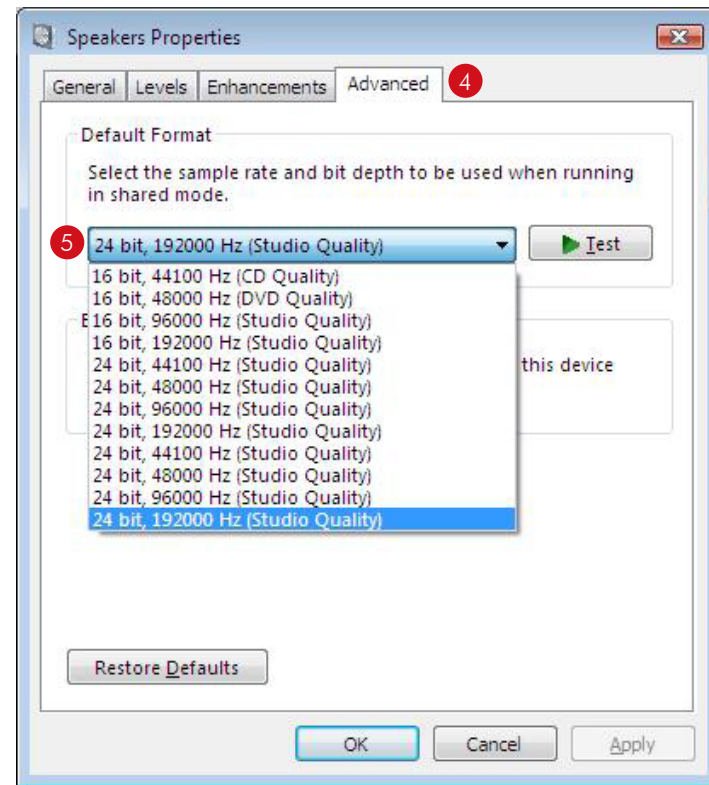 Speakers Properties
General Levels Enhancements Advanced 4
Default Format
Select the sample rate and bit depth to be used when running
in shared mode.
5 24 bit, 192000 Hz (Studio Quality) Test
16 bit, 44100 Hz (CD Quality)
16 bit, 48000 Hz (DVD Quality)
E 16 bit, 96000 Hz (Studio Quality)
16 bit, 192000 Hz (Studio Quality)
24 bit, 44100 Hz (Studio Quality) this device
24 bit, 48000 Hz (Studio Quality)
24 bit, 96000 Hz (Studio Quality)
24 bit, 192000 Hz (Studio Quality)
24 bit, 44100 Hz (Studio Quality)
24 bit, 48000 Hz (Studio Quality)
24 bit, 96000 Hz (Studio Quality)
24 bit, 192000 Hz (Studio Quality)
Restore Defaults
OK Cancel Apply